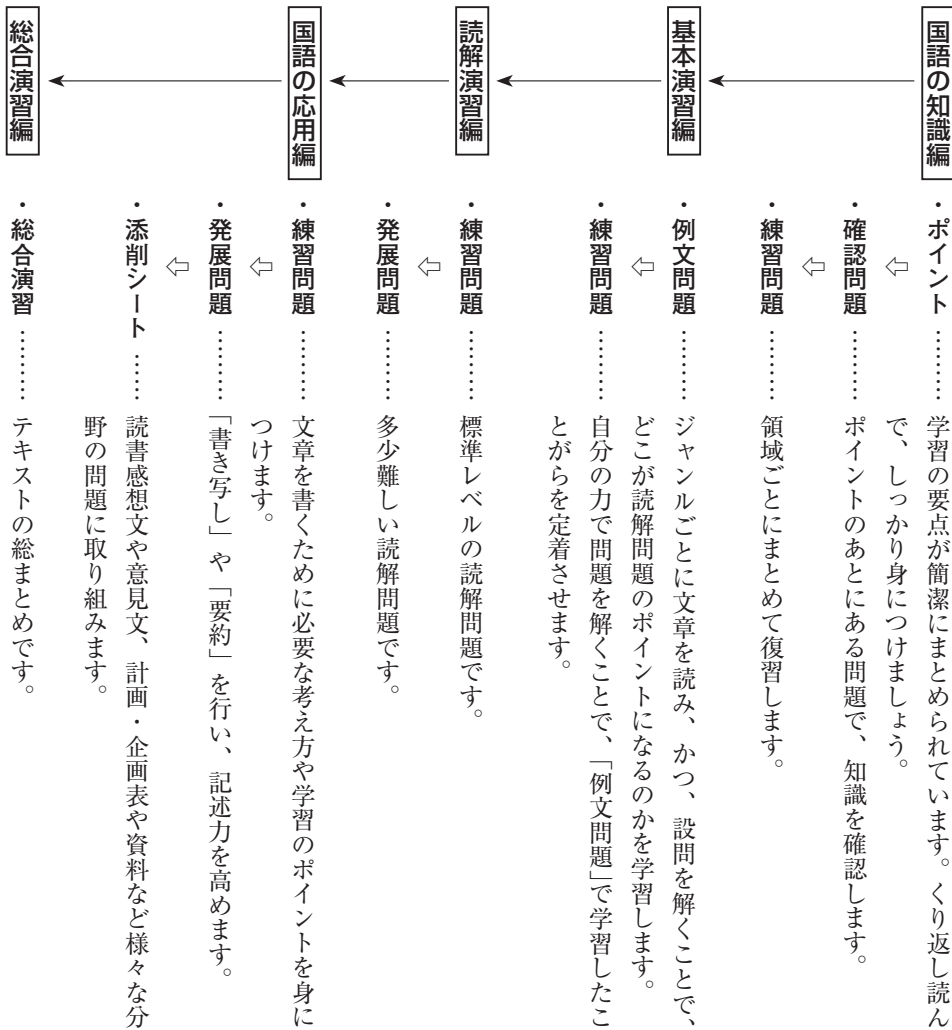 国語の知識編
・ポイント ………… 学習の要点が簡潔にまとめられています。くり返し読ん
で、しっかり身につけましょう。
⇦
・確認問題 ………… ポイントのあとにある問題で、知識を確認します。
⇦
・練習問題 ………… 領域ごとにまとめて復習します。
基本演習編
・例文問題 ………… ジャンルごとに文章を読み、かつ、設問を解くことで、
どこが読解問題のポイントになるのかを学習します。
⇦
・練習問題 ………… 自分の力で問題を解くことで、「例文問題」で学習したこ
とがらを定着させます。
読解演習編
・練習問題 ………… 標準レベルの読解問題です。
⇦
・発展問題 ………… 多少難しい読解問題です。
国語の応用編
・練習問題 ………… 文章を書くために必要な考え方や学習のポイントを身に
つけます。
⇦
・発展問題 ………… 「書き写し」や「要約」を行い、記述力を高めます。
⇦
・添削シート …… 読書感想文や意見文、計画・企画表や資料など様々な分
野の問題に取り組みます。
総合演習編
・総合演習 ………… テキストの総まとめです。